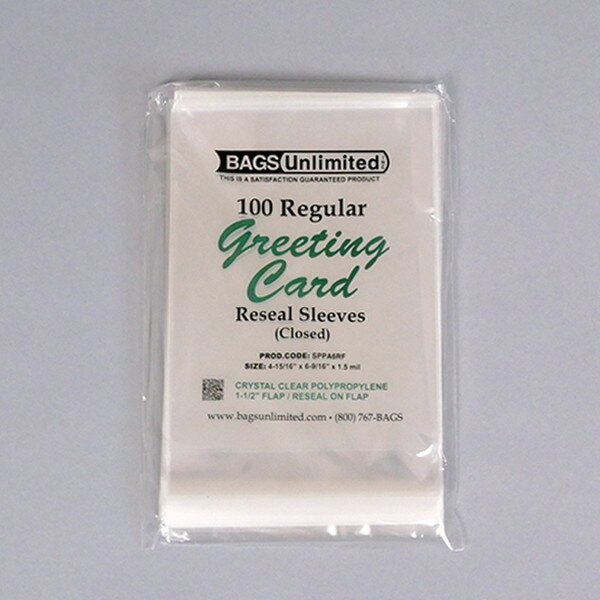 BAGS Unlimited INC
THIS IS A SATISFACTION GUARANTEED PRODUCT
100 Regular
Greeting
Card
Reseal Sleeves
(Closed)
PROD.CODE: SPPA6RF
SIZE: 4-15/16" x 6-9/16" x 1.5 mil
CRYSTAL CLEAR POLYPROPYLENE
1-1/2" FLAP / RESEAL ON FLAP
www.bagsunlimited.com • (800) 767-BAGS